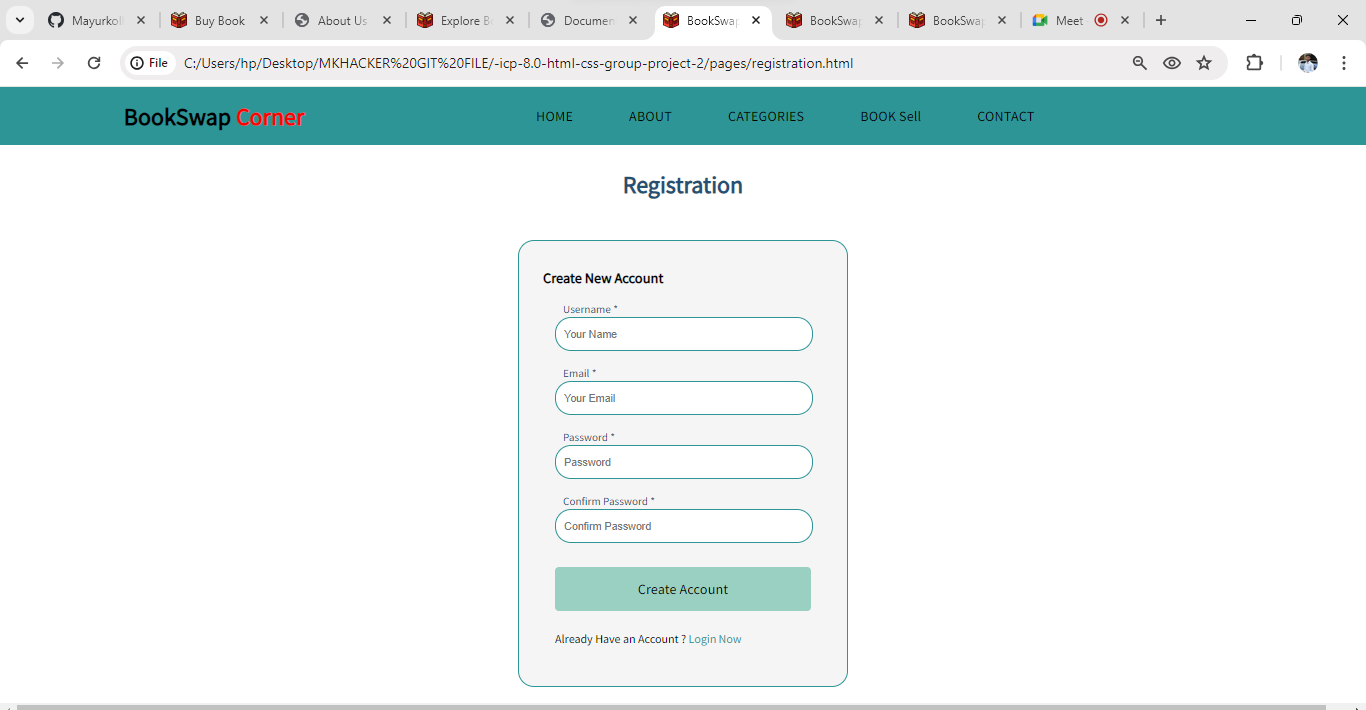 Mayurkol Buy Book About Us Explore Bo Documen BookSwap BookSwap BookSwap Meet
File C:/Users/hp/Desktop/MKHACKER%20GIT%20FILE/-icp-8.0-html-css-group-project-2/pages/registration.html
BookSwap Corner HOME ABOUT CATEGORIES BOOK Sell CONTACT
Registration
Create New Account
Username *
Your Name
Email *
Your Email
Password *
Password
Confirm Password *
Confirm Password
Create Account
Already Have an Account ? Login Now